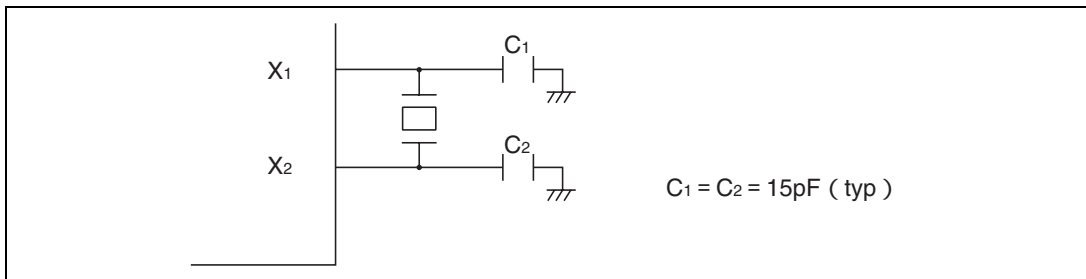 C1
X1
C2
X2
C1 = C2 = 15pF ( typ )